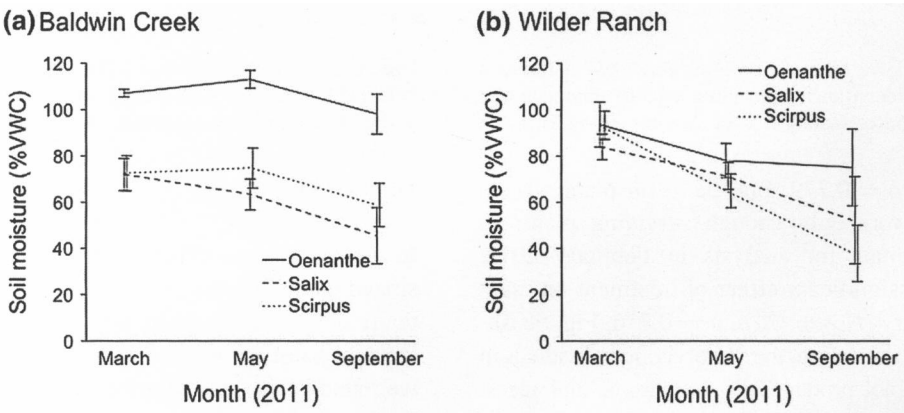 (a) Baldwin Creek
120
100
80
60
40
20
0
Soil moisture (%VWC)
Oenanthe
Salix
Scirpus
March
May
September
Month (2011)
(b) Wilder Ranch
120
100
80
60
40
20
0
Soil moisture (%VWC)
Oenanthe
Salix
Scirpus
March
May
September
Month (2011)